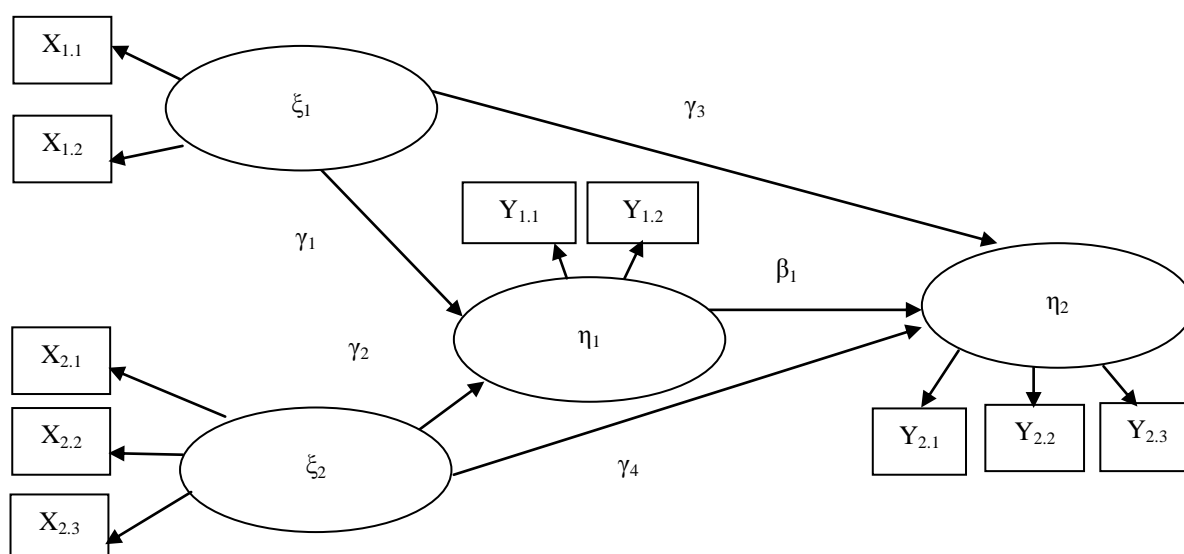 X₁.₁
ξ₁
γ₃
X₁.₂
Y₁.₁
Y₁.₂
γ₁
β₁
η₂
η₁
γ₂
X₂.₁
X₂.₂
ξ₂
γ₄
Y₂.₁
Y₂.₂
Y₂.₃
X₂.₃